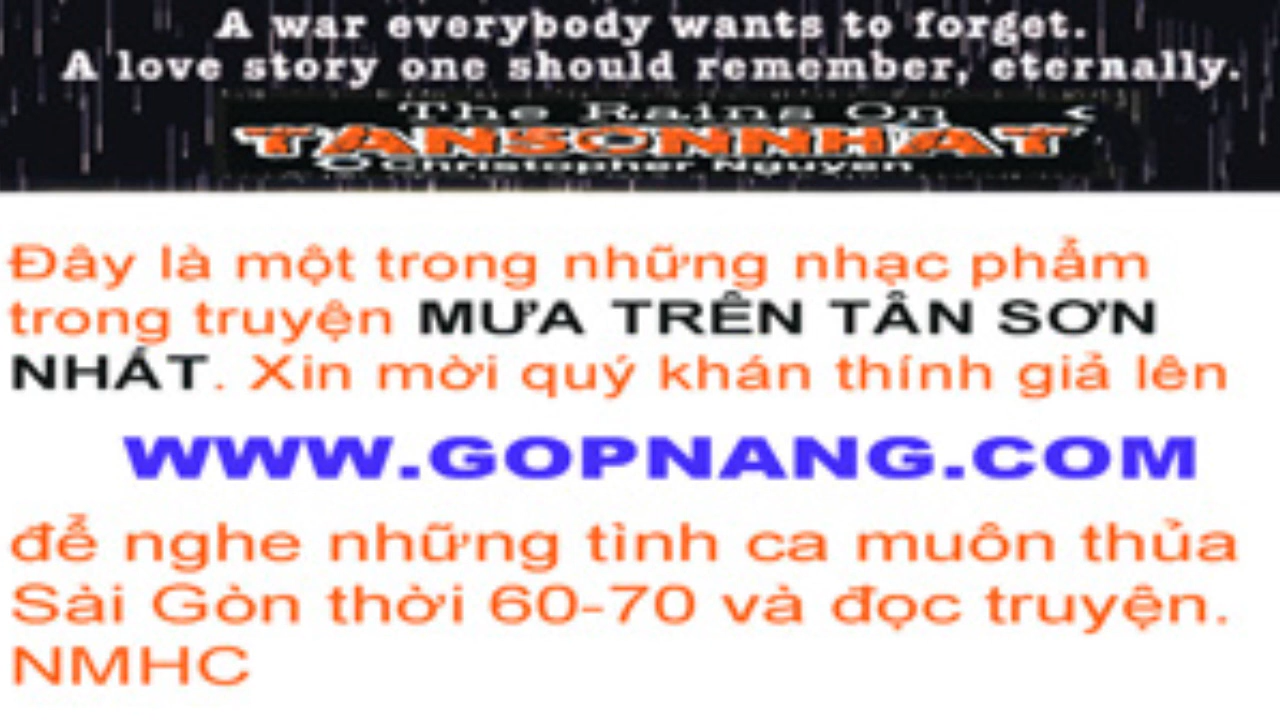 A war everybody wants to forget.
A love story one should remember, eternally.
The Rains On
TANSONNHAT
© Christopher Nguyen
Đây là một trong những nhạc phẩm
trong truyện MƯA TRÊN TÂN SƠN
NHẤT. Xin mời quý khán thính giả lên
WWW.GOPNANG.COM
để nghe những tình ca muôn thủa
Sài Gòn thời 60-70 và đọc truyện.
NMHC